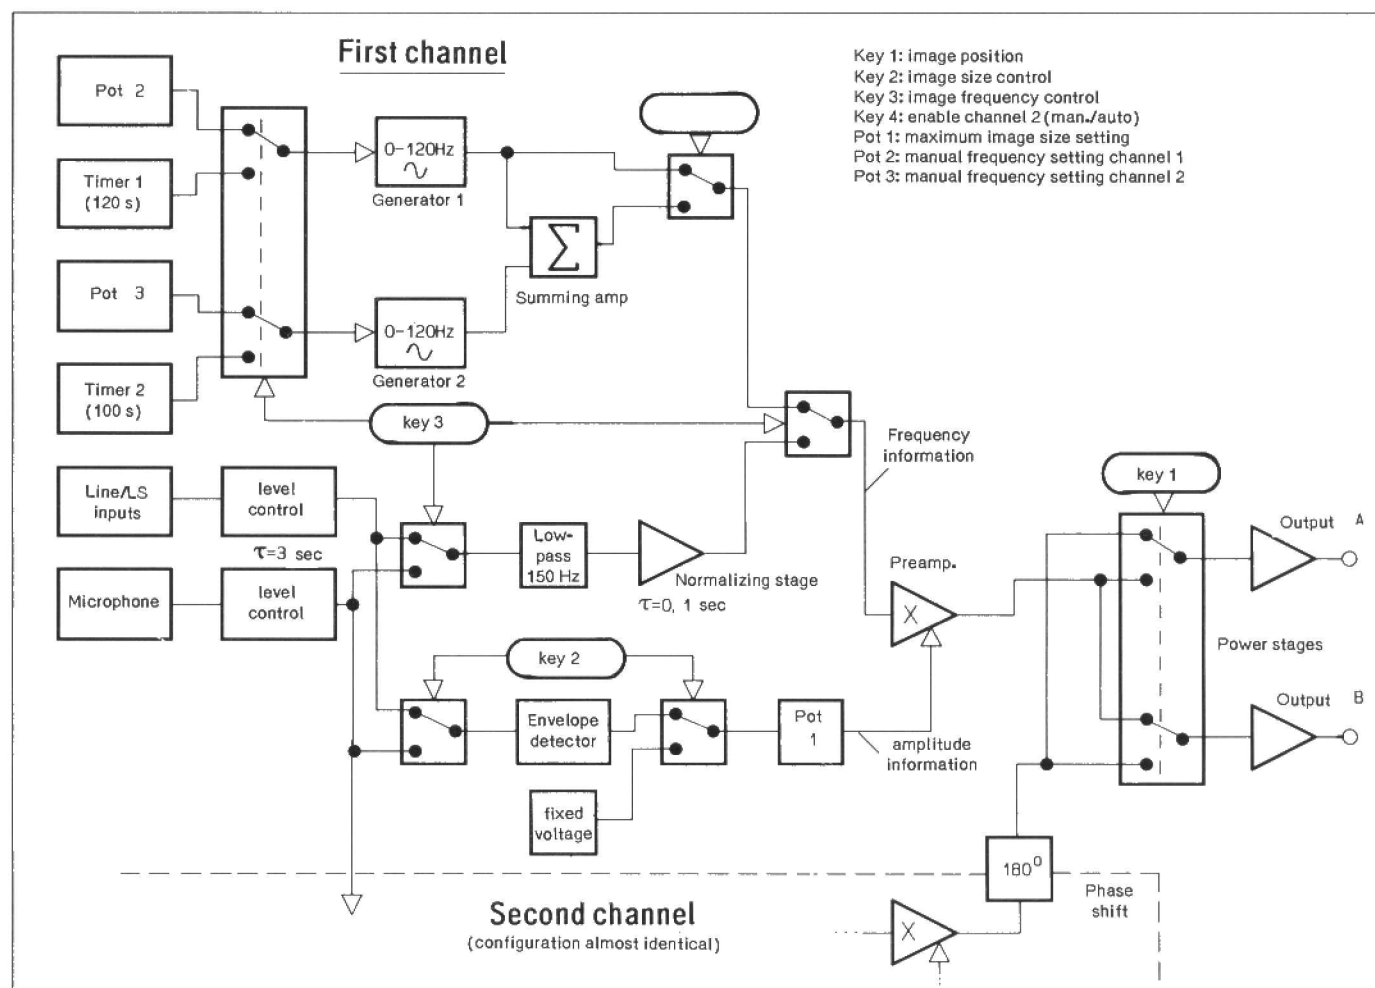 First channel
Key 1: image position
Key 2: image size control
Key 3: image frequency control
Key 4: enable channel 2 (man./auto)
Pot 1: maximum image size setting
Pot 2: manual frequency setting channel 1
Pot 3: manual frequency setting channel 2
Pot 2
Timer 1
(120 s)
0-120Hz
Generator 1
Σ
Summing amp
Pot 3
0-120Hz
Generator 2
Timer 2
(100 s)
key 3
Frequency
information
key 1
Line/LS
inputs
level
control
τ=3 sec
Low-
pass
150 Hz
Normalizing stage
τ=0, 1 sec
Preamp.
X
Output A
Microphone
level
control
Power stages
key 2
Envelope
detector
Pot
1
amplitude
information
Output B
fixed
voltage
180°
Phase
shift
Second channel
(configuration almost identical)
X